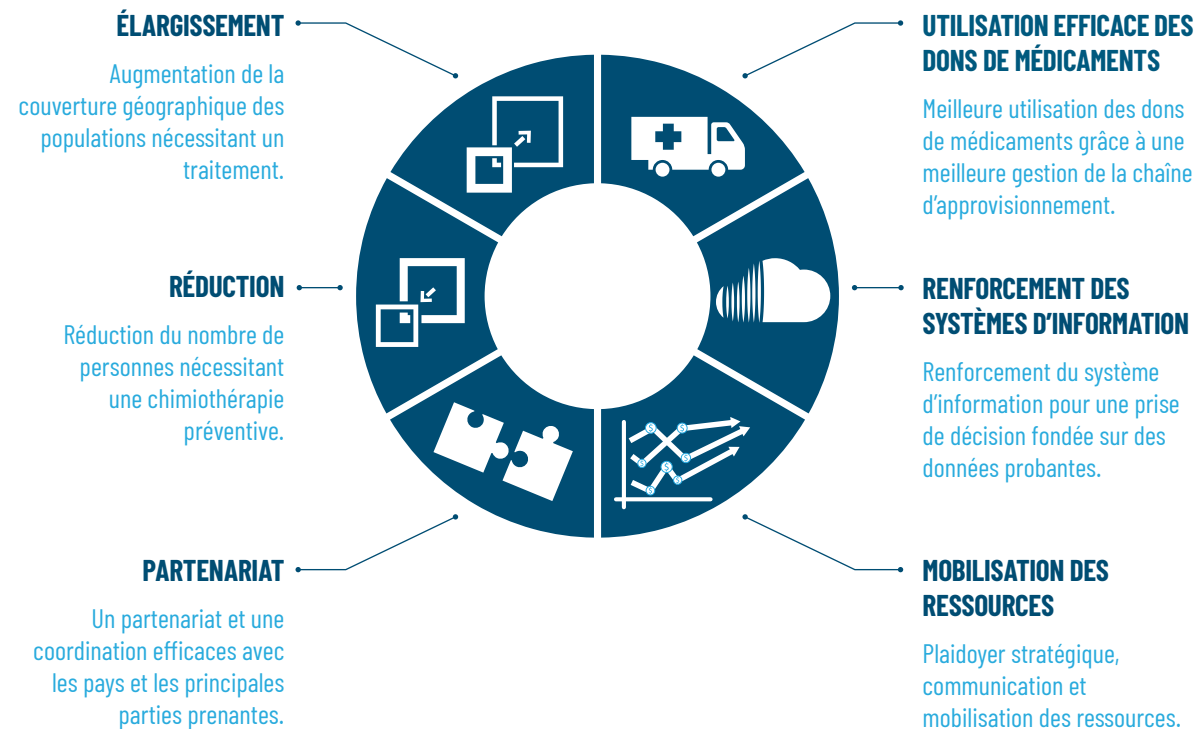 ÉLARGISSEMENT
Augmentation de la
couverture géographique des
populations nécessitant un
traitement.
RÉDUCTION
Réduction du nombre de
personnes nécessitant
une chimiothérapie
préventive.
PARTENARIAT
Un partenariat et une
coordination efficaces avec
les pays et les principales
parties prenantes.
UTILISATION EFFICACE DES
DONS DE MÉDICAMENTS
Meilleure utilisation des dons
de médicaments grâce à une
meilleure gestion de la chaîne
d'approvisionnement.
RENFORCEMENT DES
SYSTÈMES D'INFORMATION
Renforcement du système
d'information pour une prise
de décision fondée sur des
données probantes.
MOBILISATION DES
RESSOURCES
Plaidoyer stratégique,
communication et
mobilisation des ressources.